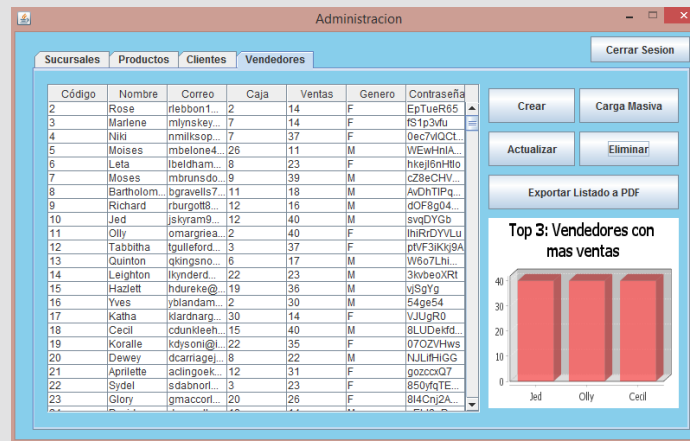 Administracion
Cerrar Sesion
Sucursales Productos Clientes Vendedores
Código Nombre Correo Caja Ventas Genero Contraseña
2 Rose rlebbon1... 2 14 F EpTueR65
3 Marlene mlynskey... 7 14 F fS1p3vfu
4 Niki nmilksop... 7 37 F 0ec7vlQCt...
5 Moises mbelone4... 26 11 M WEwHnlA...
6 Leta lbeldham... 8 23 F hkejl6nHtlo
7 Moses mbrunsdo... 9 39 M cZ8eCHV...
8 Bartholom... bgravells7... 11 18 M AvDhTlPq...
9 Richard rburgott8... 12 16 M dOF8g04...
10 Jed jskyram9... 12 40 M svqDYGb
11 Olly omargriea... 2 40 F lhiRrDYVLu
12 Tabbitha tgulleford... 3 37 F ptVF3iKkj9A
13 Quinton qkingsno... 6 17 M W6o7Lhi...
14 Leighton lkynderd... 22 23 M 3kvbeoXRt
15 Hazlett hdureke@... 19 36 M vjSgYg
16 Yves yblandam... 2 30 M 54ge54
17 Katha klardnarg... 30 14 F VJUgR0
18 Cecil cdunkleeh... 15 40 M 8LUDekfd...
19 Koralle kdysoni@i... 22 35 F 07OZVHws
20 Dewey dcarriagej... 8 22 M NJLifHiGG
21 Aprilette aclingoek... 12 31 F gozccxQ7
22 Sydel sdabnorl... 3 23 F 850yfqTE...
23 Glory gmaccorl... 20 26 F 8I4Cnj2A...
Crear Carga Masiva
Actualizar Eliminar
Exportar Listado a PDF
Top 3: Vendedores con
mas ventas
40
30
20
10
0
Jed Olly Cecil